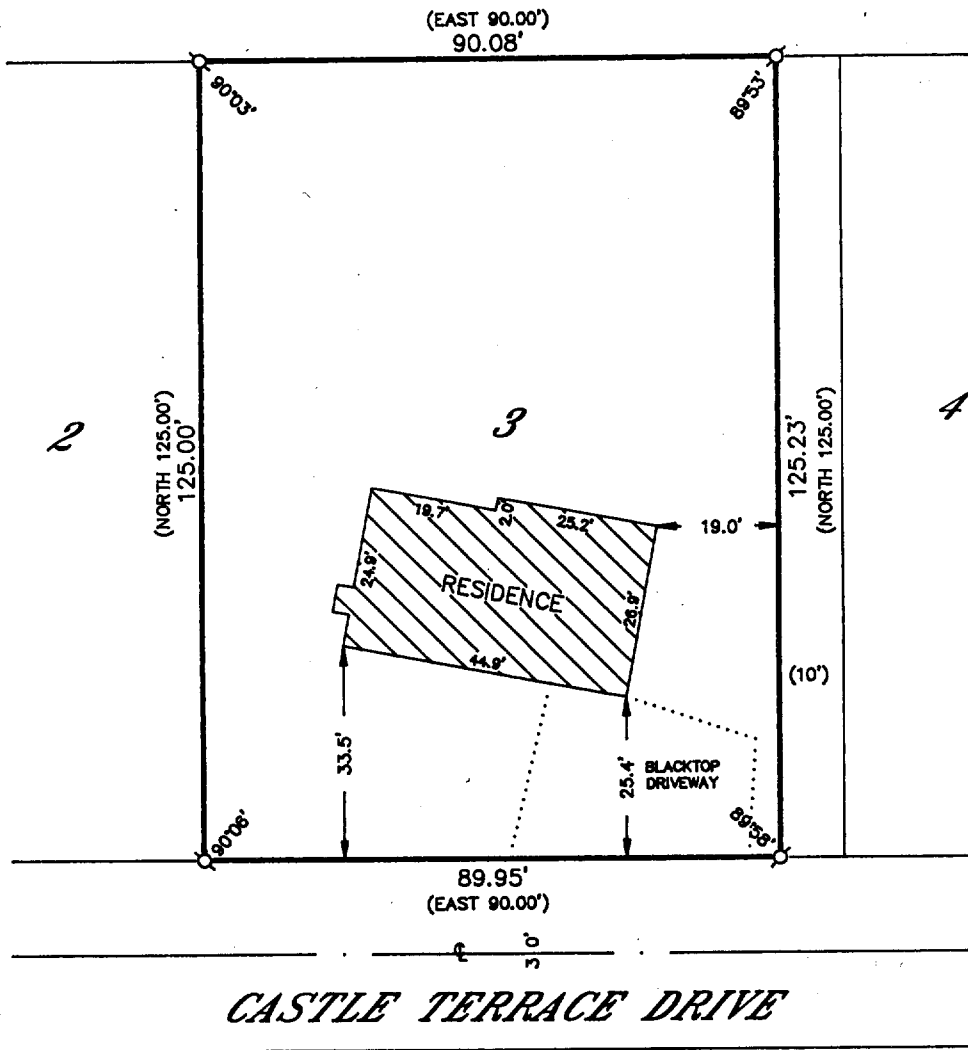 (EAST 90.00')
90.08'
90°03'
89°53'
2
(NORTH 125.00')
125.00'
3
125.23'
(NORTH 125.00')
4
19.7'
2.0'
25.2'
19.0'
24.9'
RESIDENCE
26.9'
44.9'
(10')
33.5'
25.4'
BLACKTOP
DRIVEWAY
90°06'
89°58'
89.95'
(EAST 90.00')
CASTLE TERRACE DRIVE